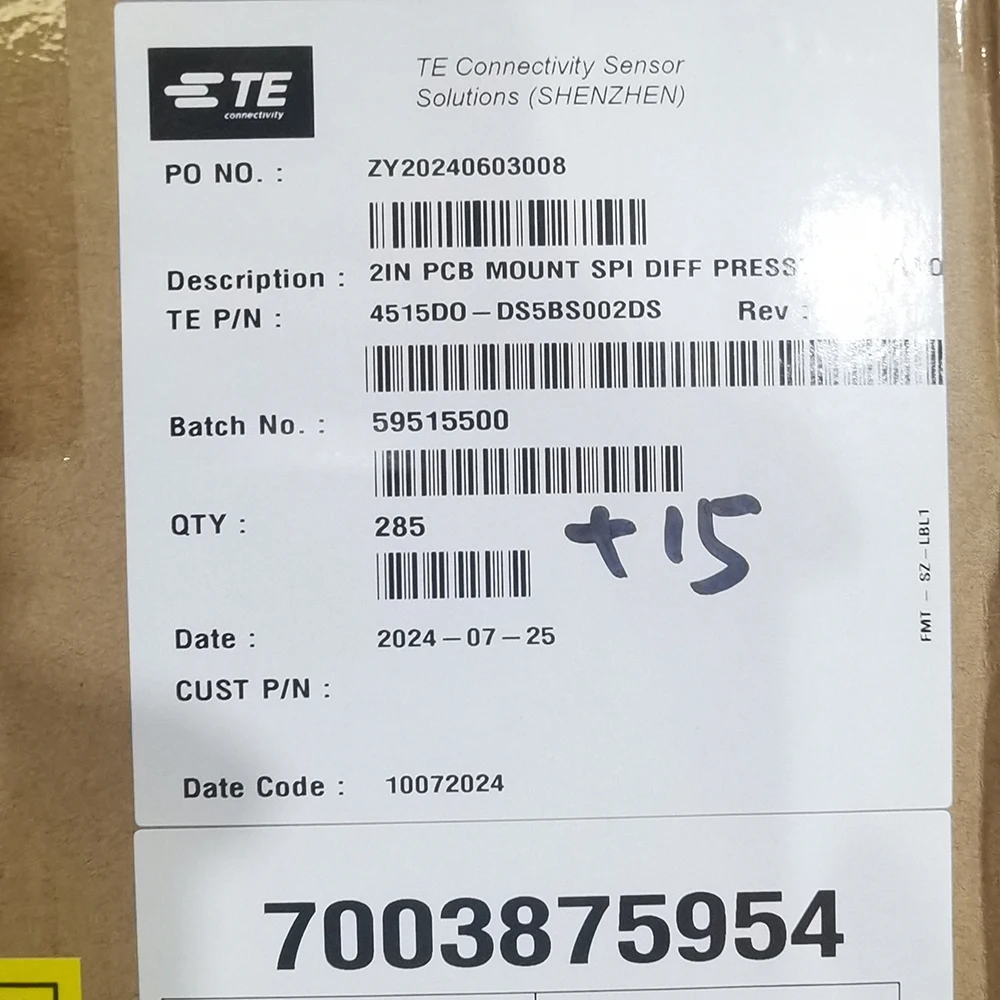 TE
connectivity
TE Connectivity Sensor
Solutions (SHENZHEN)
PO NO. : ZY20240603008
Description : 2IN PCB MOUNT SPI DIFF PRESS
TE P/N : 4515DO-DS5BS002DS Rev :
Batch No. : 59515500
QTY : 285 +15
Date : 2024-07-25
CUST P/N :
Date Code : 10072024
FMT - SZ - LBL1
7003875954